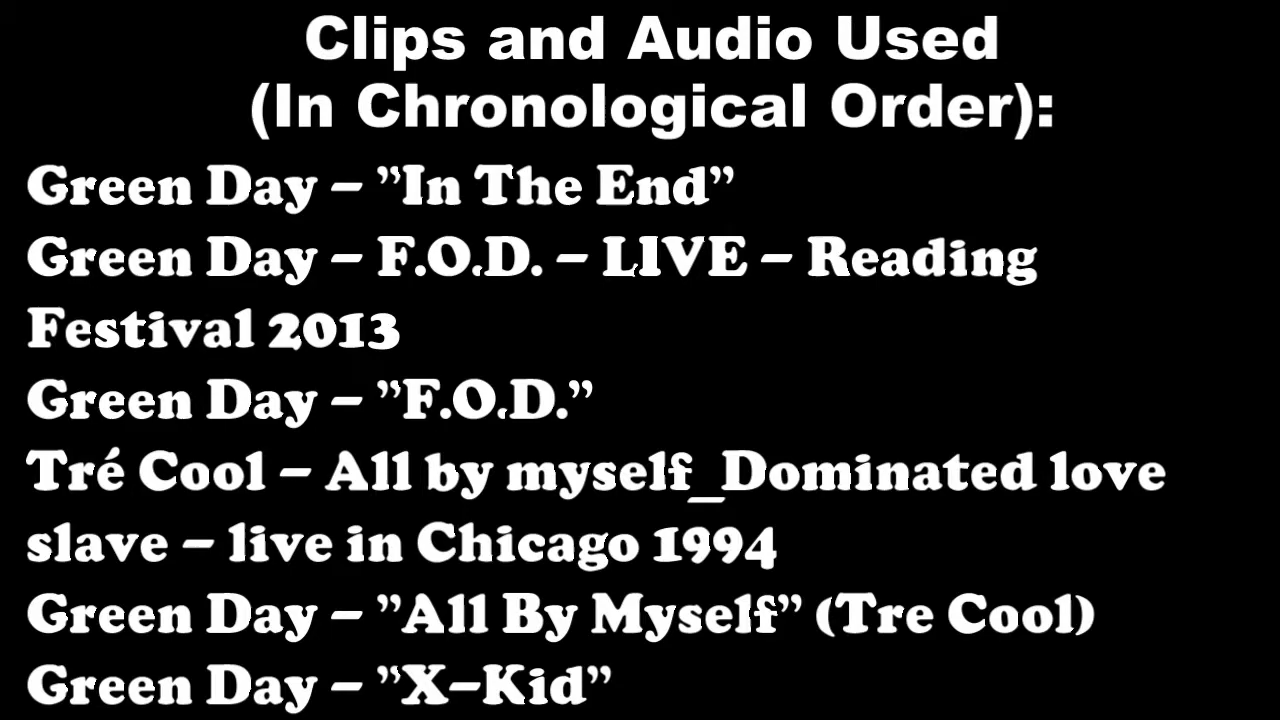 Clips and Audio Used
(In Chronological Order):
Green Day – ”In The End”
Green Day – F.O.D. – LIVE – Reading
Festival 2013
Green Day – ”F.O.D.”
Tré Cool – All by myself_Dominated love
slave – live in Chicago 1994
Green Day – ”All By Myself” (Tre Cool)
Green Day – ”X–Kid”